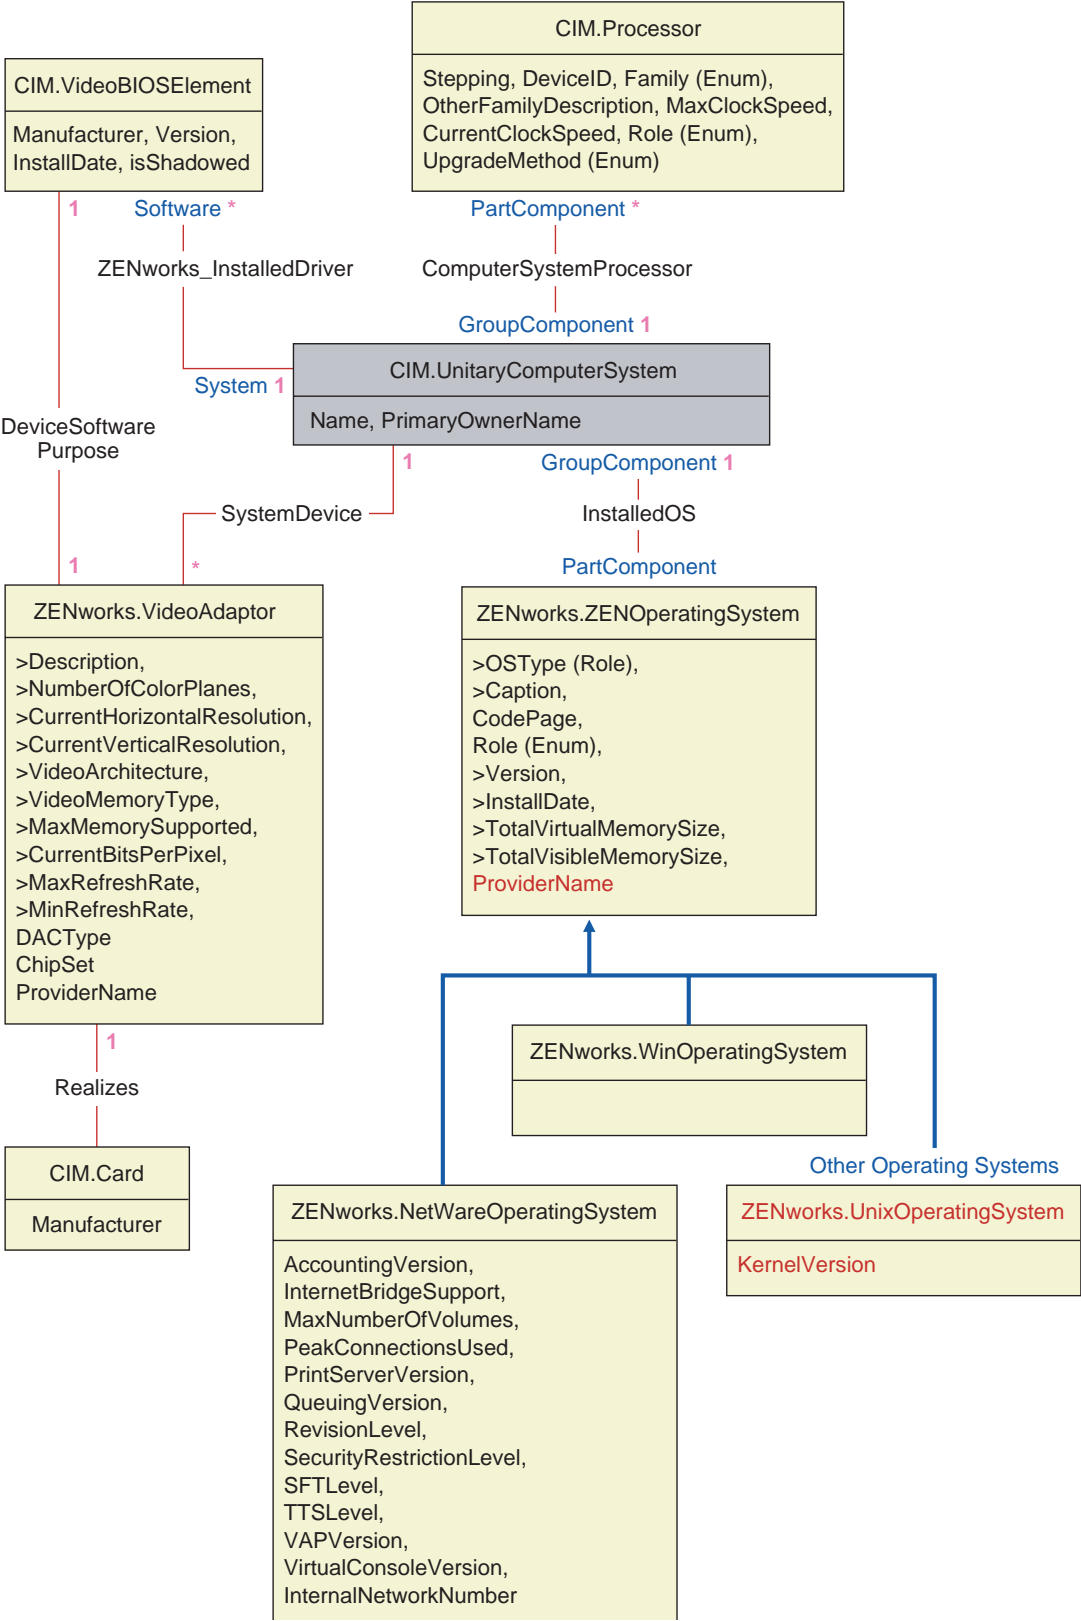 CIM.Processor
Stepping, DeviceID, Family (Enum),
OtherFamilyDescription, MaxClockSpeed,
CurrentClockSpeed, Role (Enum),
UpgradeMethod (Enum)
CIM.VideoBIOSElement
Manufacturer, Version,
InstallDate, isShadowed
1
Software *
PartComponent *
ZENworks_InstalledDriver
ComputerSystemProcessor
GroupComponent 1
System 1
CIM.UnitaryComputerSystem
Name, PrimaryOwnerName
DeviceSoftware
Purpose
1
GroupComponent 1
SystemDevice
InstalledOS
1
*
PartComponent
ZENworks.VideoAdaptor
>Description,
>NumberOfColorPlanes,
>CurrentHorizontalResolution,
>CurrentVerticalResolution,
>VideoArchitecture,
>VideoMemoryType,
>MaxMemorySupported,
>CurrentBitsPerPixel,
>MaxRefreshRate,
>MinRefreshRate,
DACType
ChipSet
ProviderName
ZENworks.ZENOperatingSystem
>OSType (Role),
>Caption,
CodePage,
Role (Enum),
>Version,
>InstallDate,
>TotalVirtualMemorySize,
>TotalVisibleMemorySize,
ProviderName
1
Realizes
CIM.Card
Manufacturer
ZENworks.WinOperatingSystem
Other Operating Systems
ZENworks.NetWareOperatingSystem
AccountingVersion,
InternetBridgeSupport,
MaxNumberOfVolumes,
PeakConnectionsUsed,
PrintServerVersion,
QueuingVersion,
RevisionLevel,
SecurityRestrictionLevel,
SFTLevel,
TTSLevel,
VAPVersion,
VirtualConsoleVersion,
InternalNetworkNumber
ZENworks.UnixOperatingSystem
KernelVersion